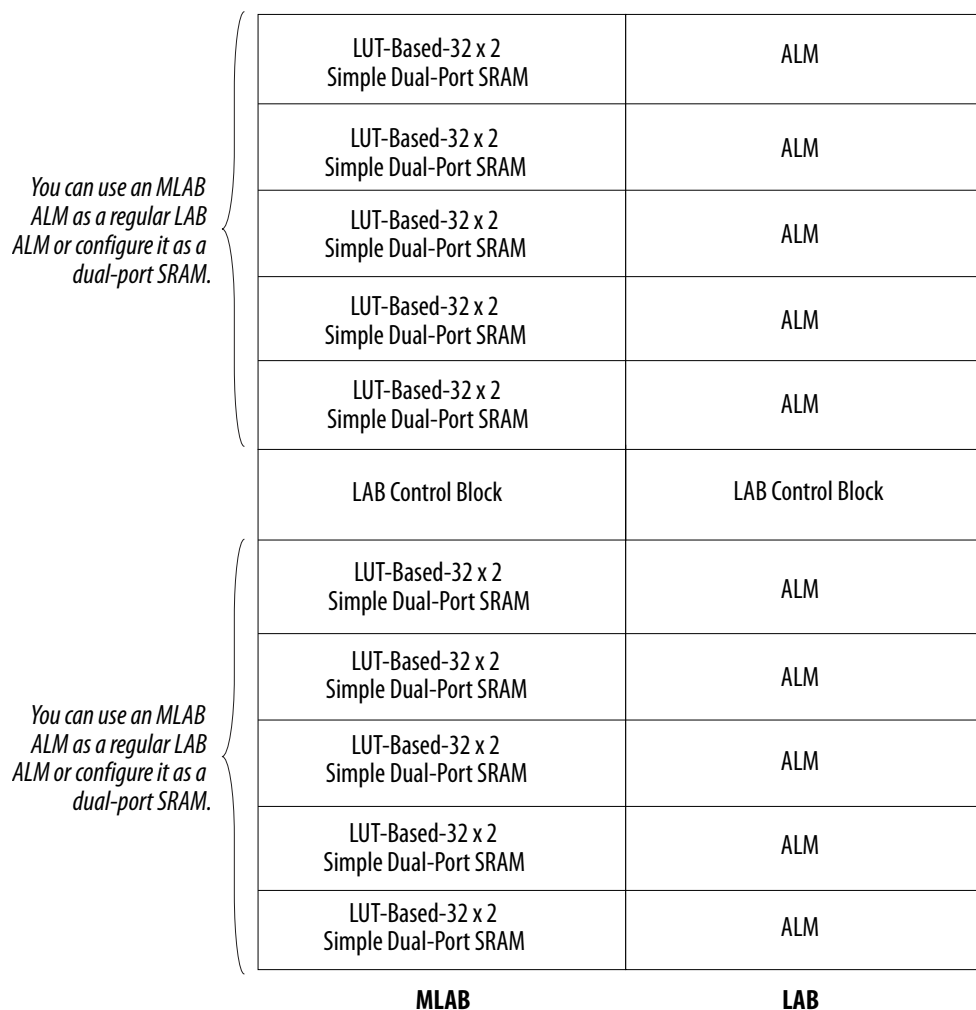 LUT-Based-32 x 2
Simple Dual-Port SRAM
ALM
LUT-Based-32 x 2
Simple Dual-Port SRAM
ALM
You can use an MLAB
ALM as a regular LAB
ALM or configure it as a
dual-port SRAM.
LUT-Based-32 x 2
Simple Dual-Port SRAM
ALM
LUT-Based-32 x 2
Simple Dual-Port SRAM
ALM
LUT-Based-32 x 2
Simple Dual-Port SRAM
ALM
LAB Control Block
LAB Control Block
LUT-Based-32 x 2
Simple Dual-Port SRAM
ALM
LUT-Based-32 x 2
Simple Dual-Port SRAM
ALM
You can use an MLAB
ALM as a regular LAB
ALM or configure it as a
dual-port SRAM.
LUT-Based-32 x 2
Simple Dual-Port SRAM
ALM
LUT-Based-32 x 2
Simple Dual-Port SRAM
ALM
LUT-Based-32 x 2
Simple Dual-Port SRAM
ALM
MLAB
LAB